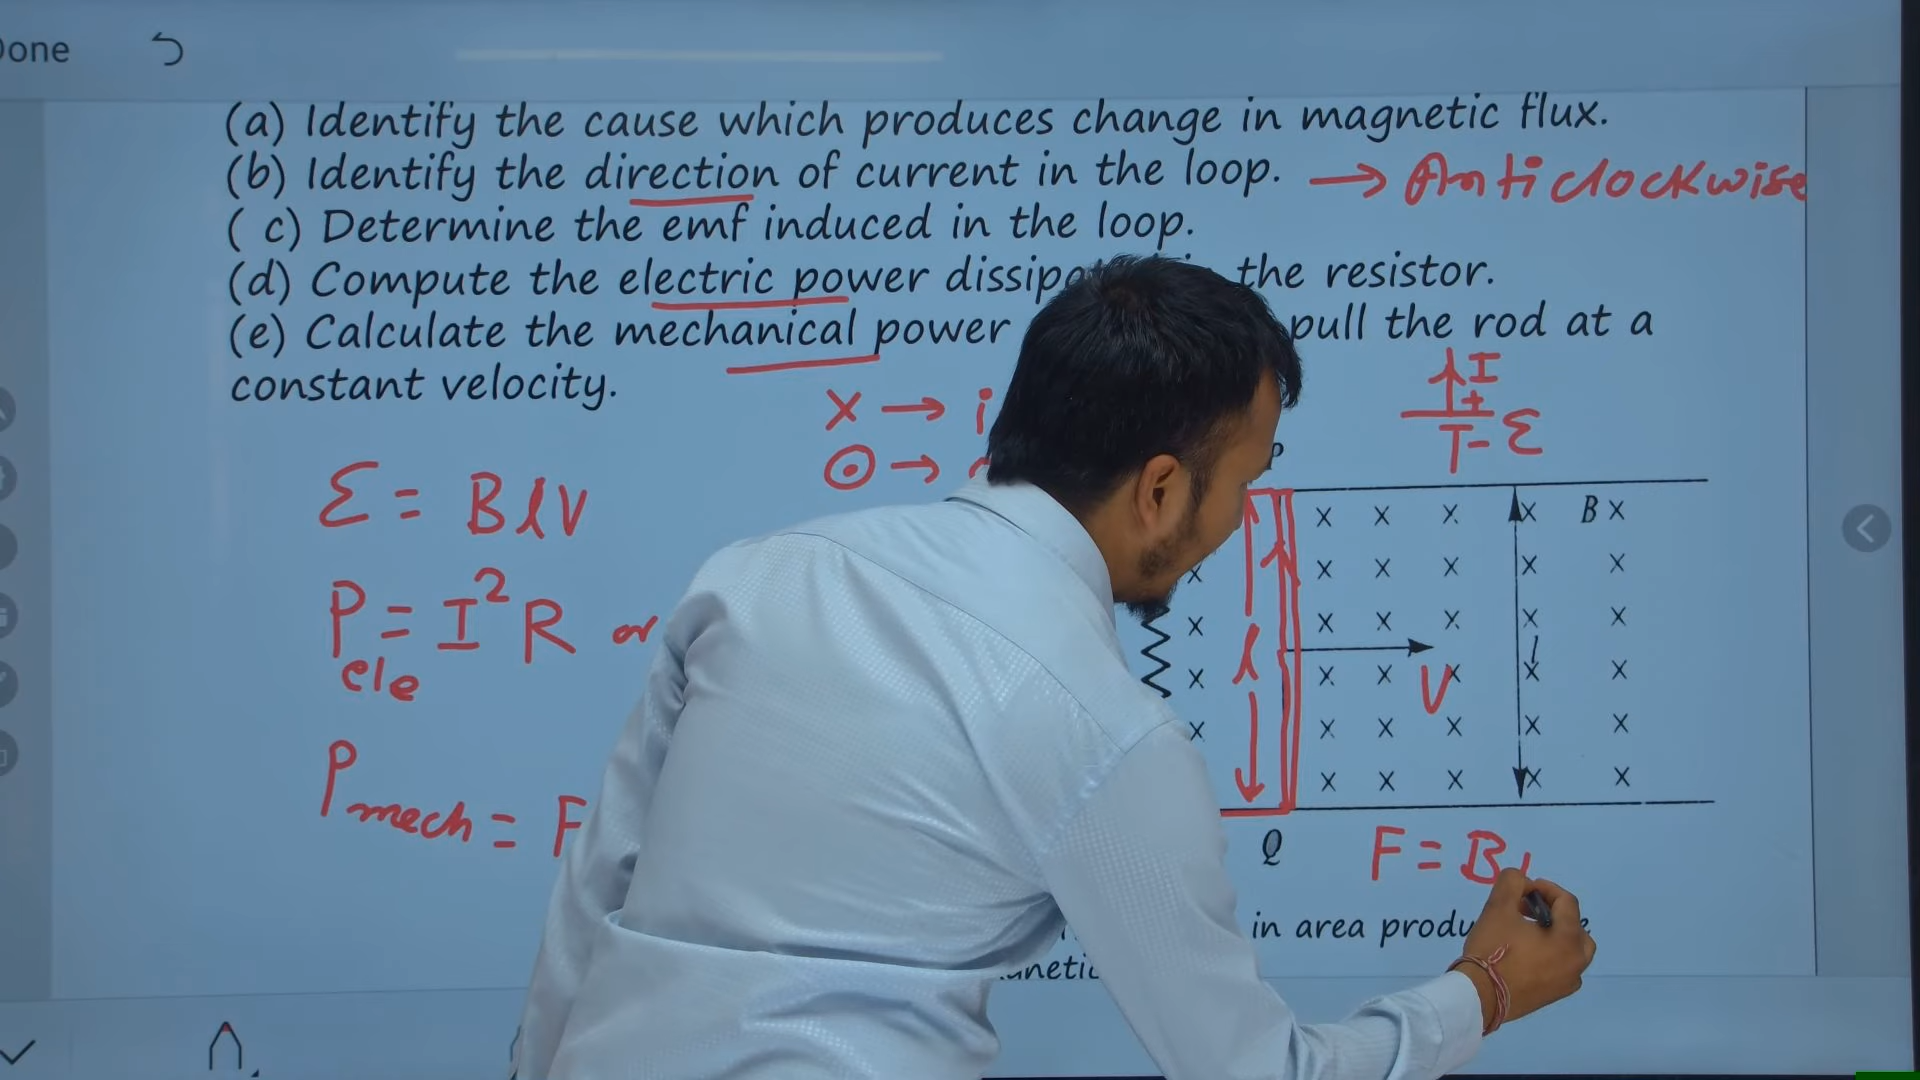 Done
(a) Identify the cause which produces change in magnetic flux.
(b) Identify the direction of current in the loop. → Anticlockwise
( c) Determine the emf induced in the loop.
(d) Compute the electric power the resistor.
(e) Calculate the mechanical power pull the rod at a
constant velocity.
I
+
- ε
X → i
⊙ →
P
ε = BlV
P = I²R or
ele
P mech = F
B
l
V
l
Q
F = B
in area